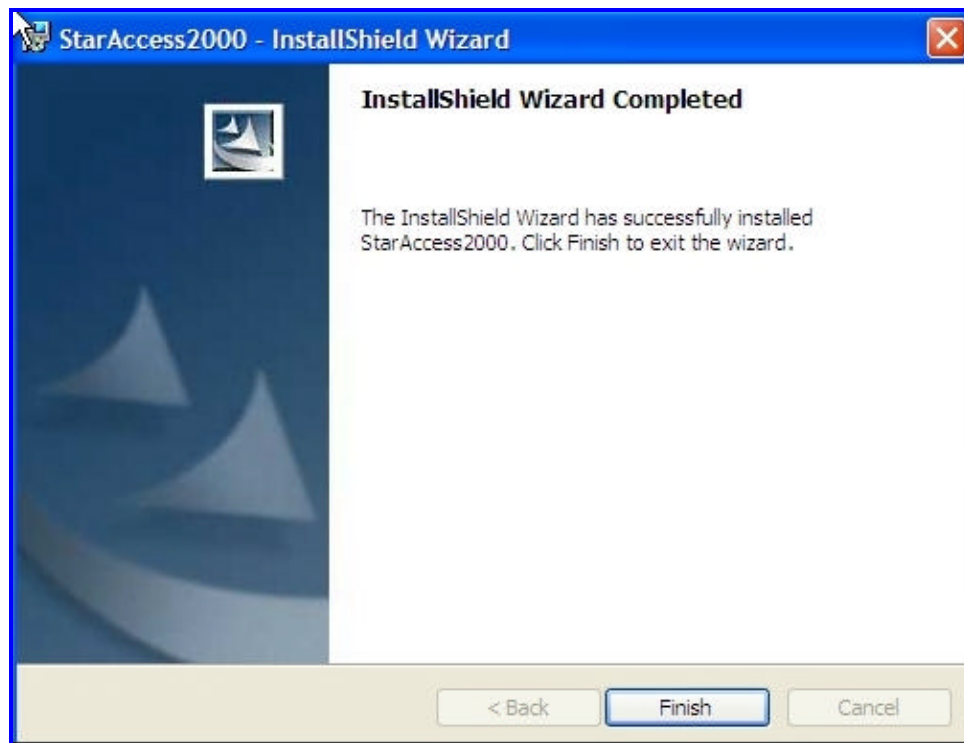 StarAccess2000 - InstallShield Wizard
InstallShield Wizard Completed
The InstallShield Wizard has successfully installed
StarAccess2000. Click Finish to exit the wizard.
< Back
Finish
Cancel